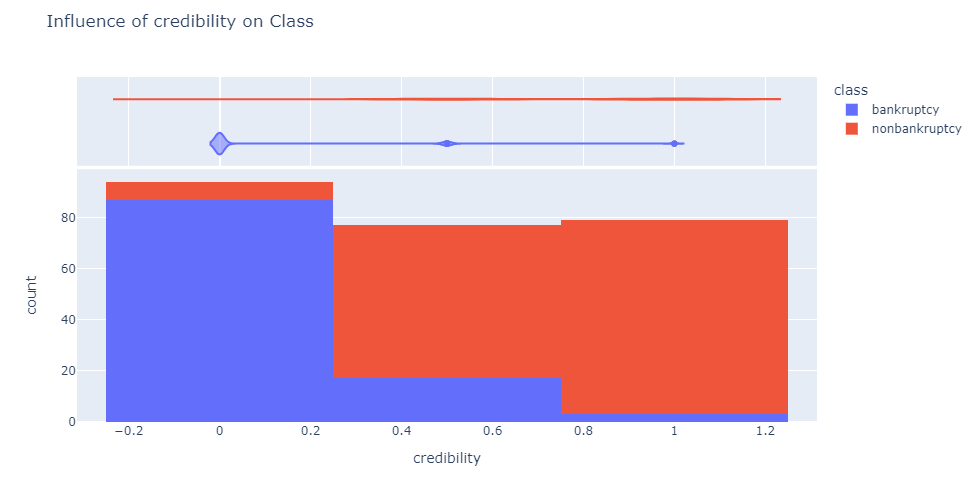 Influence of credibility on Class
class
bankruptcy
nonbankruptcy
80
60
40
20
0
count
−0.2 0 0.2 0.4 0.6 0.8 1 1.2
credibility